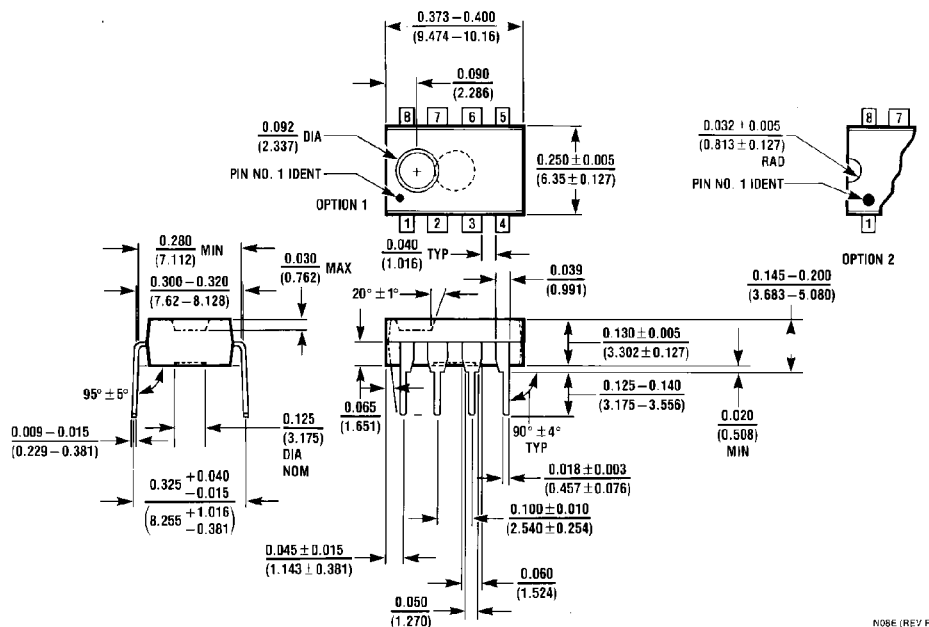 0.373 – 0.400
(9.474 – 10.16)
0.090
(2.286)
8 7 6 5
0.092 DIA
(2.337)
PIN NO. 1 IDENT
OPTION 1
1 2 3 4
0.250 ± 0.005
(6.35 ± 0.127)
0.032 ± 0.005
(0.813 ± 0.127)
RAD
PIN NO. 1 IDENT
8 7
1
OPTION 2
0.280 MIN
(7.112)
0.300 – 0.320
(7.62 – 8.128)
0.030 MAX
(0.762)
0.040 TYP
(1.016)
0.039
(0.991)
20° ± 1°
0.145 – 0.200
(3.683 – 5.080)
0.130 ± 0.005
(3.302 ± 0.127)
0.125 – 0.140
(3.175 – 3.556)
0.020
(0.508)
MIN
95° ± 5°
0.009 – 0.015
(0.229 – 0.381)
0.125
(3.175)
DIA
NOM
0.065
(1.651)
90° ± 4°
TYP
0.018 ± 0.003
(0.457 ± 0.076)
0.325 +0.040
−0.015
(8.255 +1.016
−0.381)
0.100 ± 0.010
(2.540 ± 0.254)
0.045 ± 0.015
(1.143 ± 0.381)
0.060
(1.524)
0.050
(1.270)
N08E (REV F